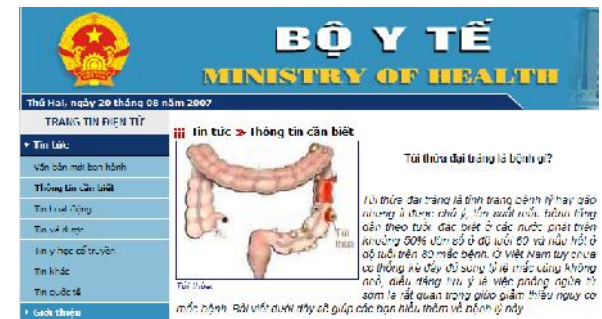 BỘ Y TẾ
MINISTRY OF HEALTH
Thứ Hai, ngày 20 tháng 08 năm 2007
TRANG TIN ĐIỆN TỬ
Tin tức
Văn bản mới ban hành
Thông tin cần biết
Tin hoạt động
Tin về dược
Tin y học cổ truyền
Tin khác
Tin quốc tế
Giới thiệu
Tin tức » Thông tin cần biết
Túi thừa
Túi thừa.
Túi thừa đại tràng là bệnh gì?
Túi thừa đại tràng là tình trạng bệnh lý hay gặp
nhưng ít được chú ý, tần suất mắc bệnh tăng
dần theo tuổi, đặc biệt ở các nước phát triển
khoảng 50% dân số ở độ tuổi 60 và hầu hết ở
độ tuổi trên 80 mắc bệnh. Ở Việt Nam tuy chưa
có thống kê đầy đủ song tỷ lệ mắc cũng không
nhỏ, điều đáng lưu ý là việc phòng ngừa từ
sớm là rất quan trọng giúp giảm thiểu nguy cơ
mắc bệnh. Bài viết dưới đây sẽ giúp các bạn hiểu thêm về bệnh lý này